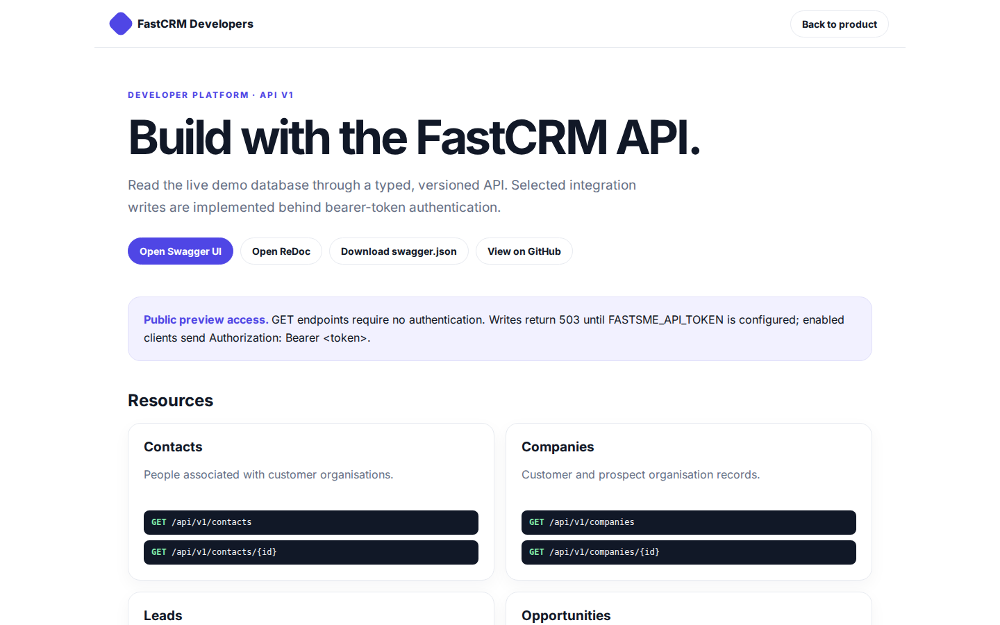 FastCRM Developers
Back to product
DEVELOPER PLATFORM · API V1
Build with the FastCRM API.
Read the live demo database through a typed, versioned API. Selected integration
writes are implemented behind bearer-token authentication.
Open Swagger UI
Open ReDoc
Download swagger.json
View on GitHub
Public preview access. GET endpoints require no authentication. Writes return 503 until FASTSME_API_TOKEN is configured; enabled
clients send Authorization: Bearer <token>.
Resources
Contacts
People associated with customer organisations.
GET /api/v1/contacts
GET /api/v1/contacts/{id}
Companies
Customer and prospect organisation records.
GET /api/v1/companies
GET /api/v1/companies/{id}
Leads
Opportunities